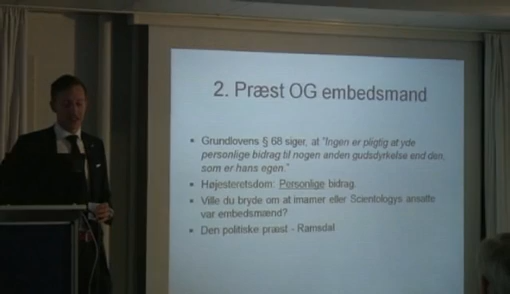 2. Præst OG embedsmand
Grundlovens § 68 siger, at "Ingen er pligtig at yde
personlige bidrag til nogen anden gudsdyrkelse end den,
som er hans egen."
Højesteretsdom: Personlige bidrag.
Ville du bryde om at imamer eller Scientologys ansatte
var embedsmænd?
Den politiske præst - Ramsdal